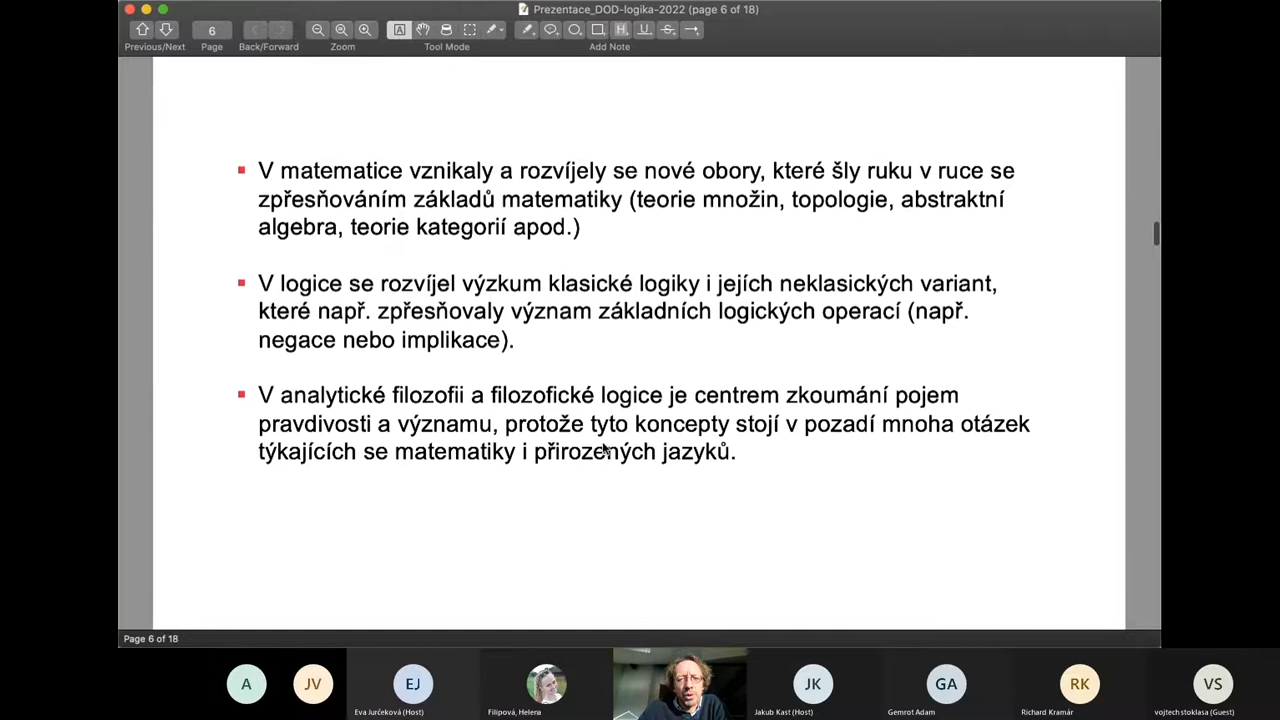 Prezentace_DOD-logika-2022 (page 6 of 18)
6
Previous/Next Page Back/Forward Zoom Tool Mode Add Note
V matematice vznikaly a rozvíjely se nové obory, které šly ruku v ruce se
zpřesňováním základů matematiky (teorie množin, topologie, abstraktní
algebra, teorie kategorií apod.)
V logice se rozvíjel výzkum klasické logiky i jejích neklasických variant,
které např. zpřesňovaly význam základních logických operací (např.
negace nebo implikace).
V analytické filozofii a filozofické logice je centrem zkoumání pojem
pravdivosti a významu, protože tyto koncepty stojí v pozadí mnoha otázek
týkajících se matematiky i přirozených jazyků.
Page 6 of 18
A JV EJ JK GA RK VS
Eva Jurčeková (Host) Filipová, Helena Jakub Kast (Host) Gemrot Adam Richard Kramár vojtech stoklasa (Guest)